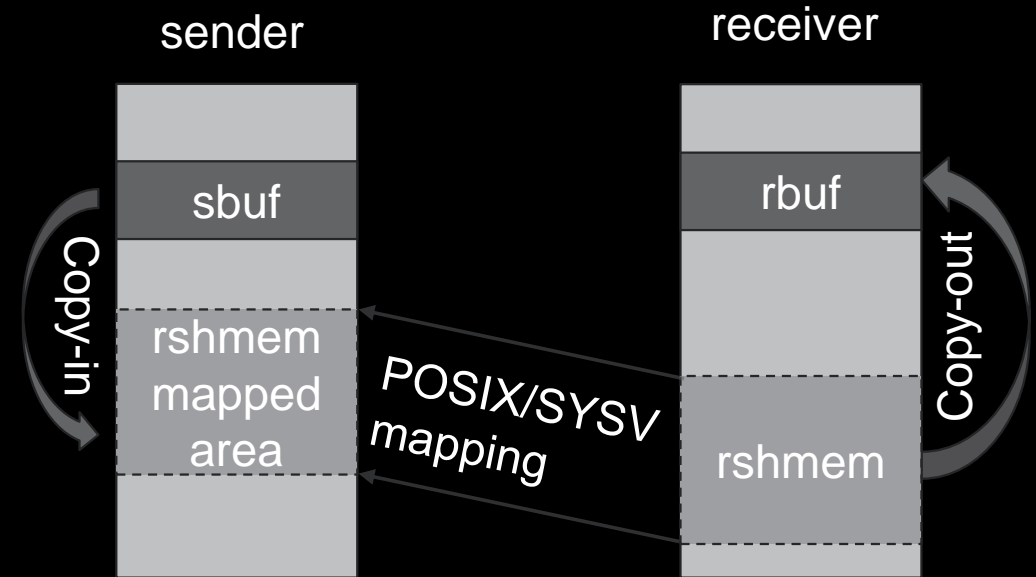 sender
receiver
sbuf
rbuf
Copy-in
rshmem
mapped
area
POSIX/SYSV
mapping
rshmem
Copy-out